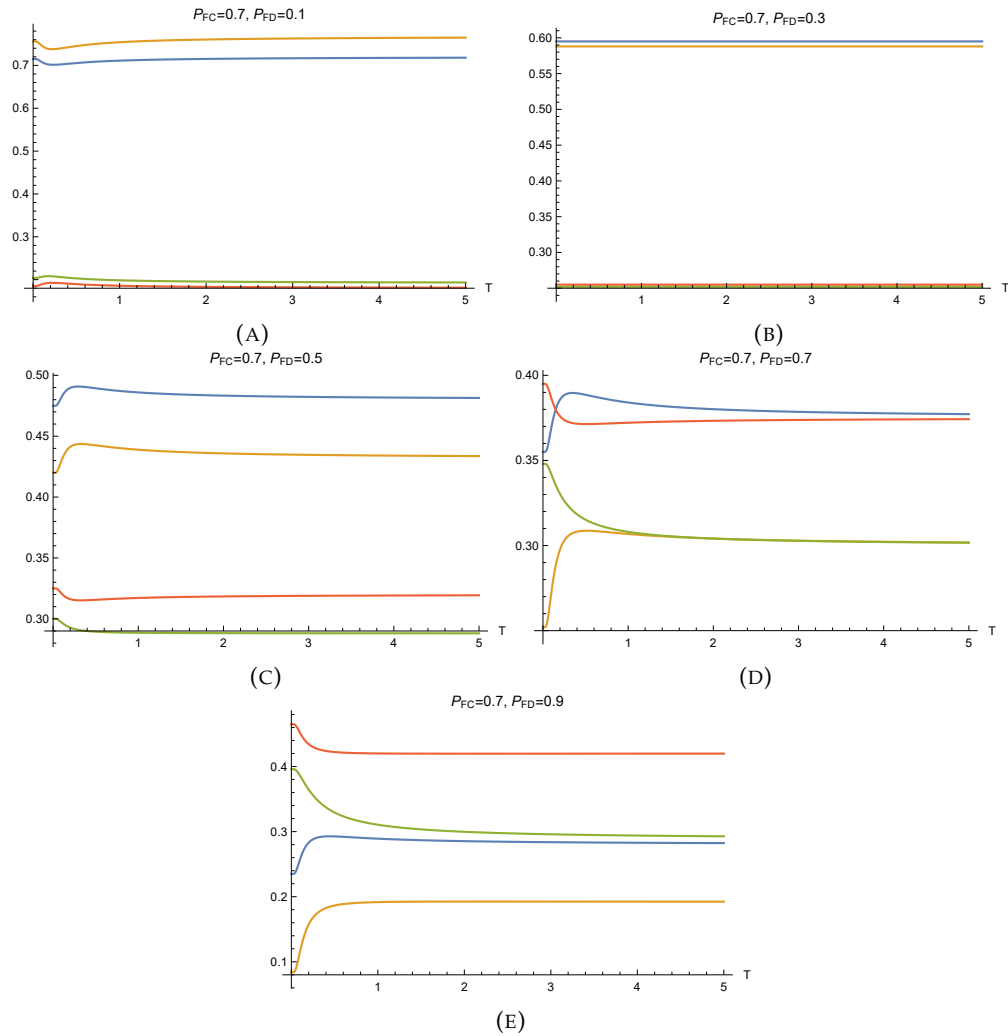 P_FC=0.7, P_FD=0.1
0.7
0.6
0.5
0.4
0.3
1 2 3 4 5 T
(A)
P_FC=0.7, P_FD=0.3
0.60
0.55
0.50
0.45
0.40
0.35
0.30
1 2 3 4 5 T
(B)
P_FC=0.7, P_FD=0.5
0.50
0.45
0.40
0.35
0.30
1 2 3 4 5 T
(C)
P_FC=0.7, P_FD=0.7
0.40
0.35
0.30
1 2 3 4 5 T
(D)
P_FC=0.7, P_FD=0.9
0.4
0.3
0.2
0.1
1 2 3 4 5 T
(E)